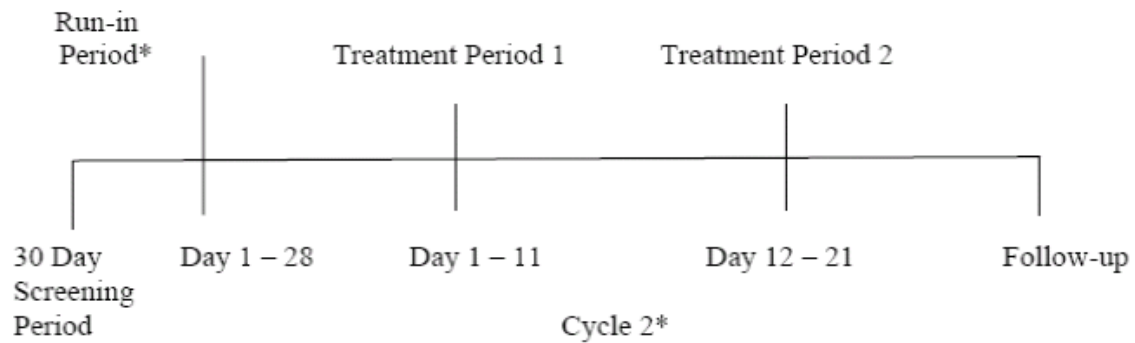 Run-in
Period*
Treatment Period 1
Treatment Period 2
30 Day
Screening
Period
Day 1 – 28
Day 1 – 11
Day 12 – 21
Follow-up
Cycle 2*